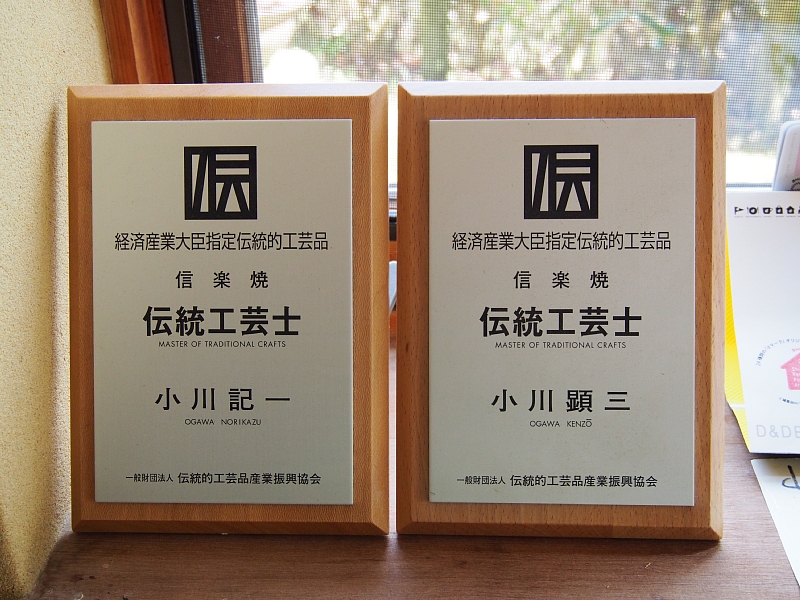 伝
経済産業大臣指定伝統的工芸品
信楽焼
伝統工芸士
MASTER OF TRADITIONAL CRAFTS
小川記一
OGAWA NORIKAZU
一般財団法人 伝統的工芸品産業振興協会
伝
経済産業大臣指定伝統的工芸品
信楽焼
伝統工芸士
MASTER OF TRADITIONAL CRAFTS
小川顕三
OGAWA KENZŌ
一般財団法人 伝統的工芸品産業振興協会
D&DE